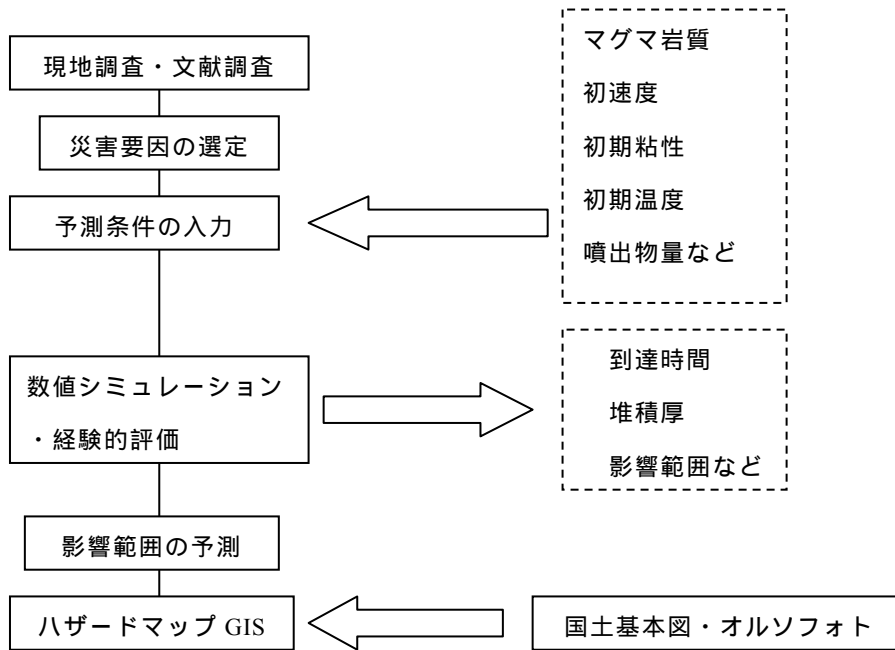 現地調査・文献調査
災害要因の選定
予測条件の入力
マグマ岩質
初速度
初期粘性
初期温度
噴出物量など
数値シミュレーション
・経験的評価
到達時間
堆積厚
影響範囲など
影響範囲の予測
ハザードマップ GIS
国土基本図・オルソフォト